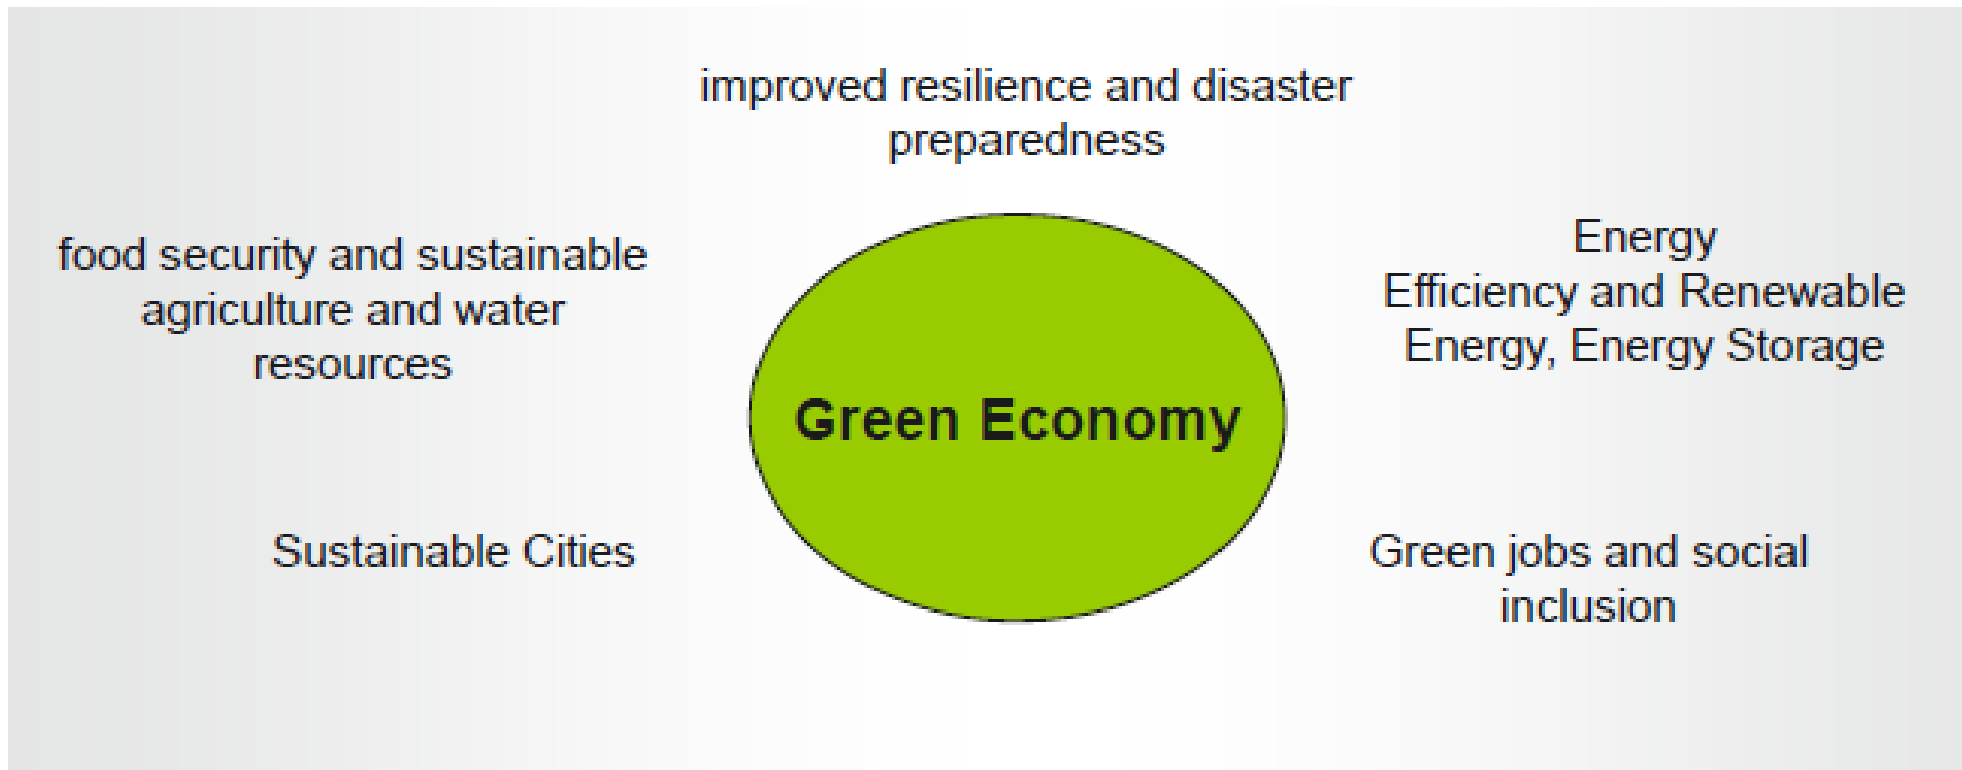 improved resilience and disaster
preparedness
food security and sustainable
agriculture and water
resources
Energy
Efficiency and Renewable
Energy, Energy Storage
Green Economy
Sustainable Cities
Green jobs and social
inclusion